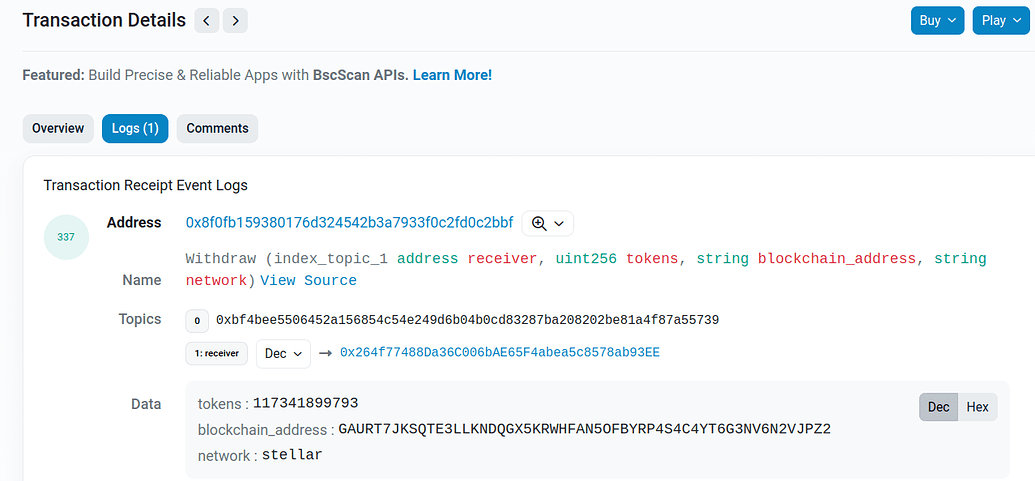 Transaction Details
Buy
Play
Featured: Build Precise & Reliable Apps with BscScan APIs. Learn More!
Overview
Logs (1)
Comments
Transaction Receipt Event Logs
337
Address
0x8f0fb159380176d324542b3a7933f0c2fd0c2bbf
Name
Withdraw (index_topic_1 address receiver, uint256 tokens, string blockchain_address, string
network) View Source
Topics
0 0xbf4bee5506452a156854c54e249d6b04b0cd83287ba208202be81a4f87a55739
1: receiver Dec → 0x264f77488Da36C006bAE65F4abea5c8578ab93EE
Data
tokens : 117341899793
Dec Hex
blockchain_address : GAURT7JKSQTE3LLKNDQGX5KRWHFAN5OFBYRP4S4C4YT6G3NV6N2VJPZ2
network : stellar